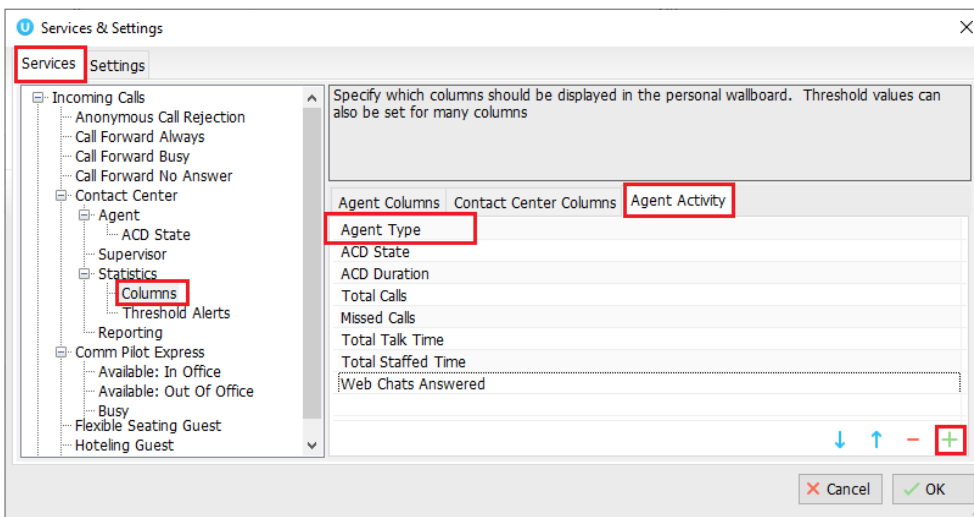 Services & Settings
Services Settings
Incoming Calls
Anonymous Call Rejection
Call Forward Always
Call Forward Busy
Call Forward No Answer
Contact Center
Agent
ACD State
Supervisor
Statistics
Columns
Threshold Alerts
Reporting
Comm Pilot Express
Available: In Office
Available: Out Of Office
Busy
Flexible Seating Guest
Hoteling Guest
Specify which columns should be displayed in the personal wallboard. Threshold values can
also be set for many columns
Agent Columns Contact Center Columns Agent Activity
Agent Type
ACD State
ACD Duration
Total Calls
Missed Calls
Total Talk Time
Total Staffed Time
Web Chats Answered
Cancel OK